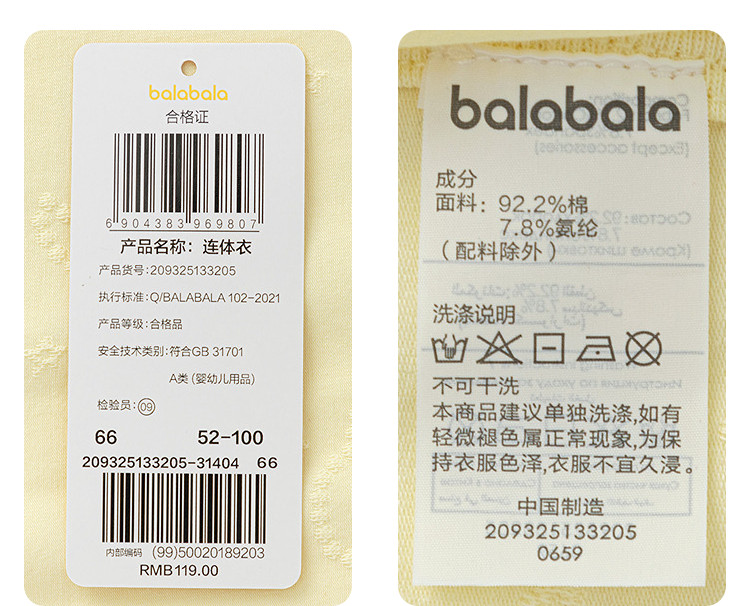 balabala
合格证
6 904383 969807
产品名称：连体衣
产品货号：209325133205
执行标准：Q/BALABALA 102-2021
产品等级：合格品
安全技术类别：符合GB 31701
A类 (婴幼儿用品)
检验员：09
66 52-100
209325133205-31404 66
内部编码 (99)50020189203
RMB119.00
balabala
成分
面料：92.2%棉
7.8%氨纶
（配料除外）
洗涤说明
不可干洗
本商品建议单独洗涤,如有
轻微褪色属正常现象,为保
持衣服色泽,衣服不宜久浸。
中国制造
209325133205
0659